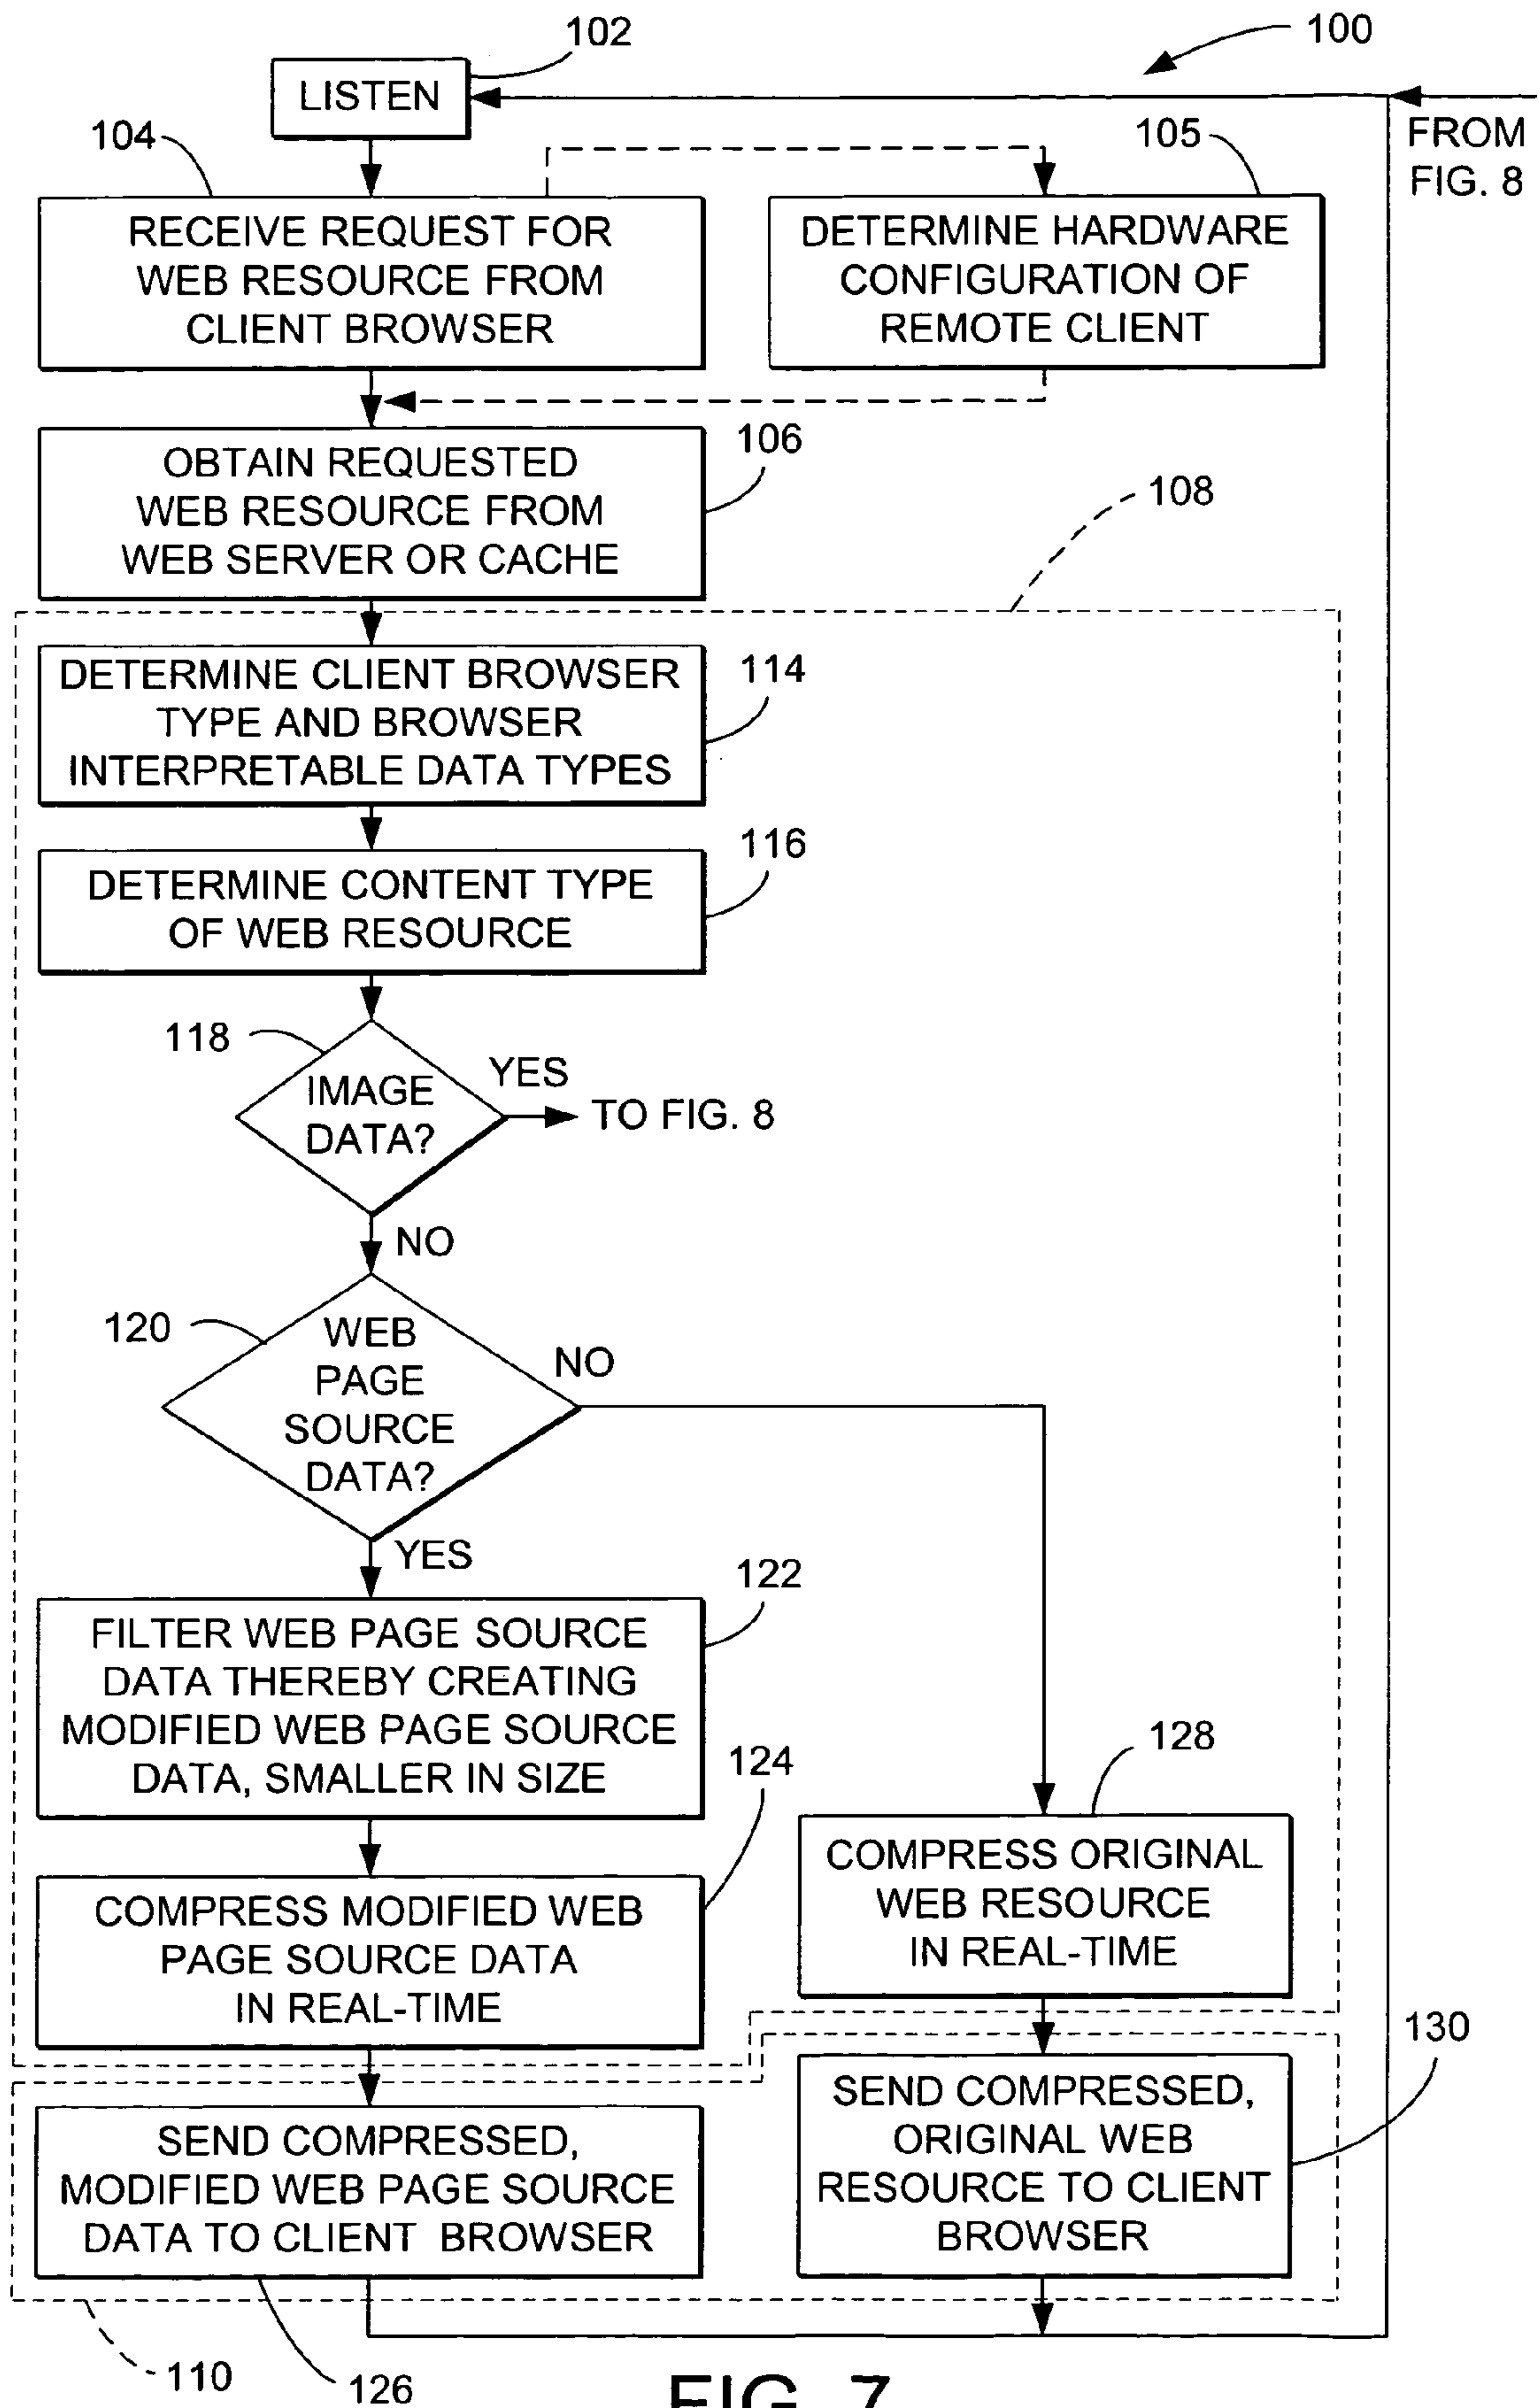 100
102
LISTEN
FROM
FIG. 8
104
105
RECEIVE REQUEST FOR
WEB RESOURCE FROM
CLIENT BROWSER
DETERMINE HARDWARE
CONFIGURATION OF
REMOTE CLIENT
106
OBTAIN REQUESTED
WEB RESOURCE FROM
WEB SERVER OR CACHE
108
DETERMINE CLIENT BROWSER
TYPE AND BROWSER
INTERPRETABLE DATA TYPES
114
116
DETERMINE CONTENT TYPE
OF WEB RESOURCE
118
IMAGE
DATA?
YES
TO FIG. 8
NO
120
WEB
PAGE
SOURCE
DATA?
NO
YES
122
FILTER WEB PAGE SOURCE
DATA THEREBY CREATING
MODIFIED WEB PAGE SOURCE
DATA, SMALLER IN SIZE
124
128
COMPRESS MODIFIED WEB
PAGE SOURCE DATA
IN REAL-TIME
COMPRESS ORIGINAL
WEB RESOURCE
IN REAL-TIME
130
SEND COMPRESSED,
MODIFIED WEB PAGE SOURCE
DATA TO CLIENT BROWSER
SEND COMPRESSED,
ORIGINAL WEB
RESOURCE TO CLIENT
BROWSER
110
126
FIG. 7